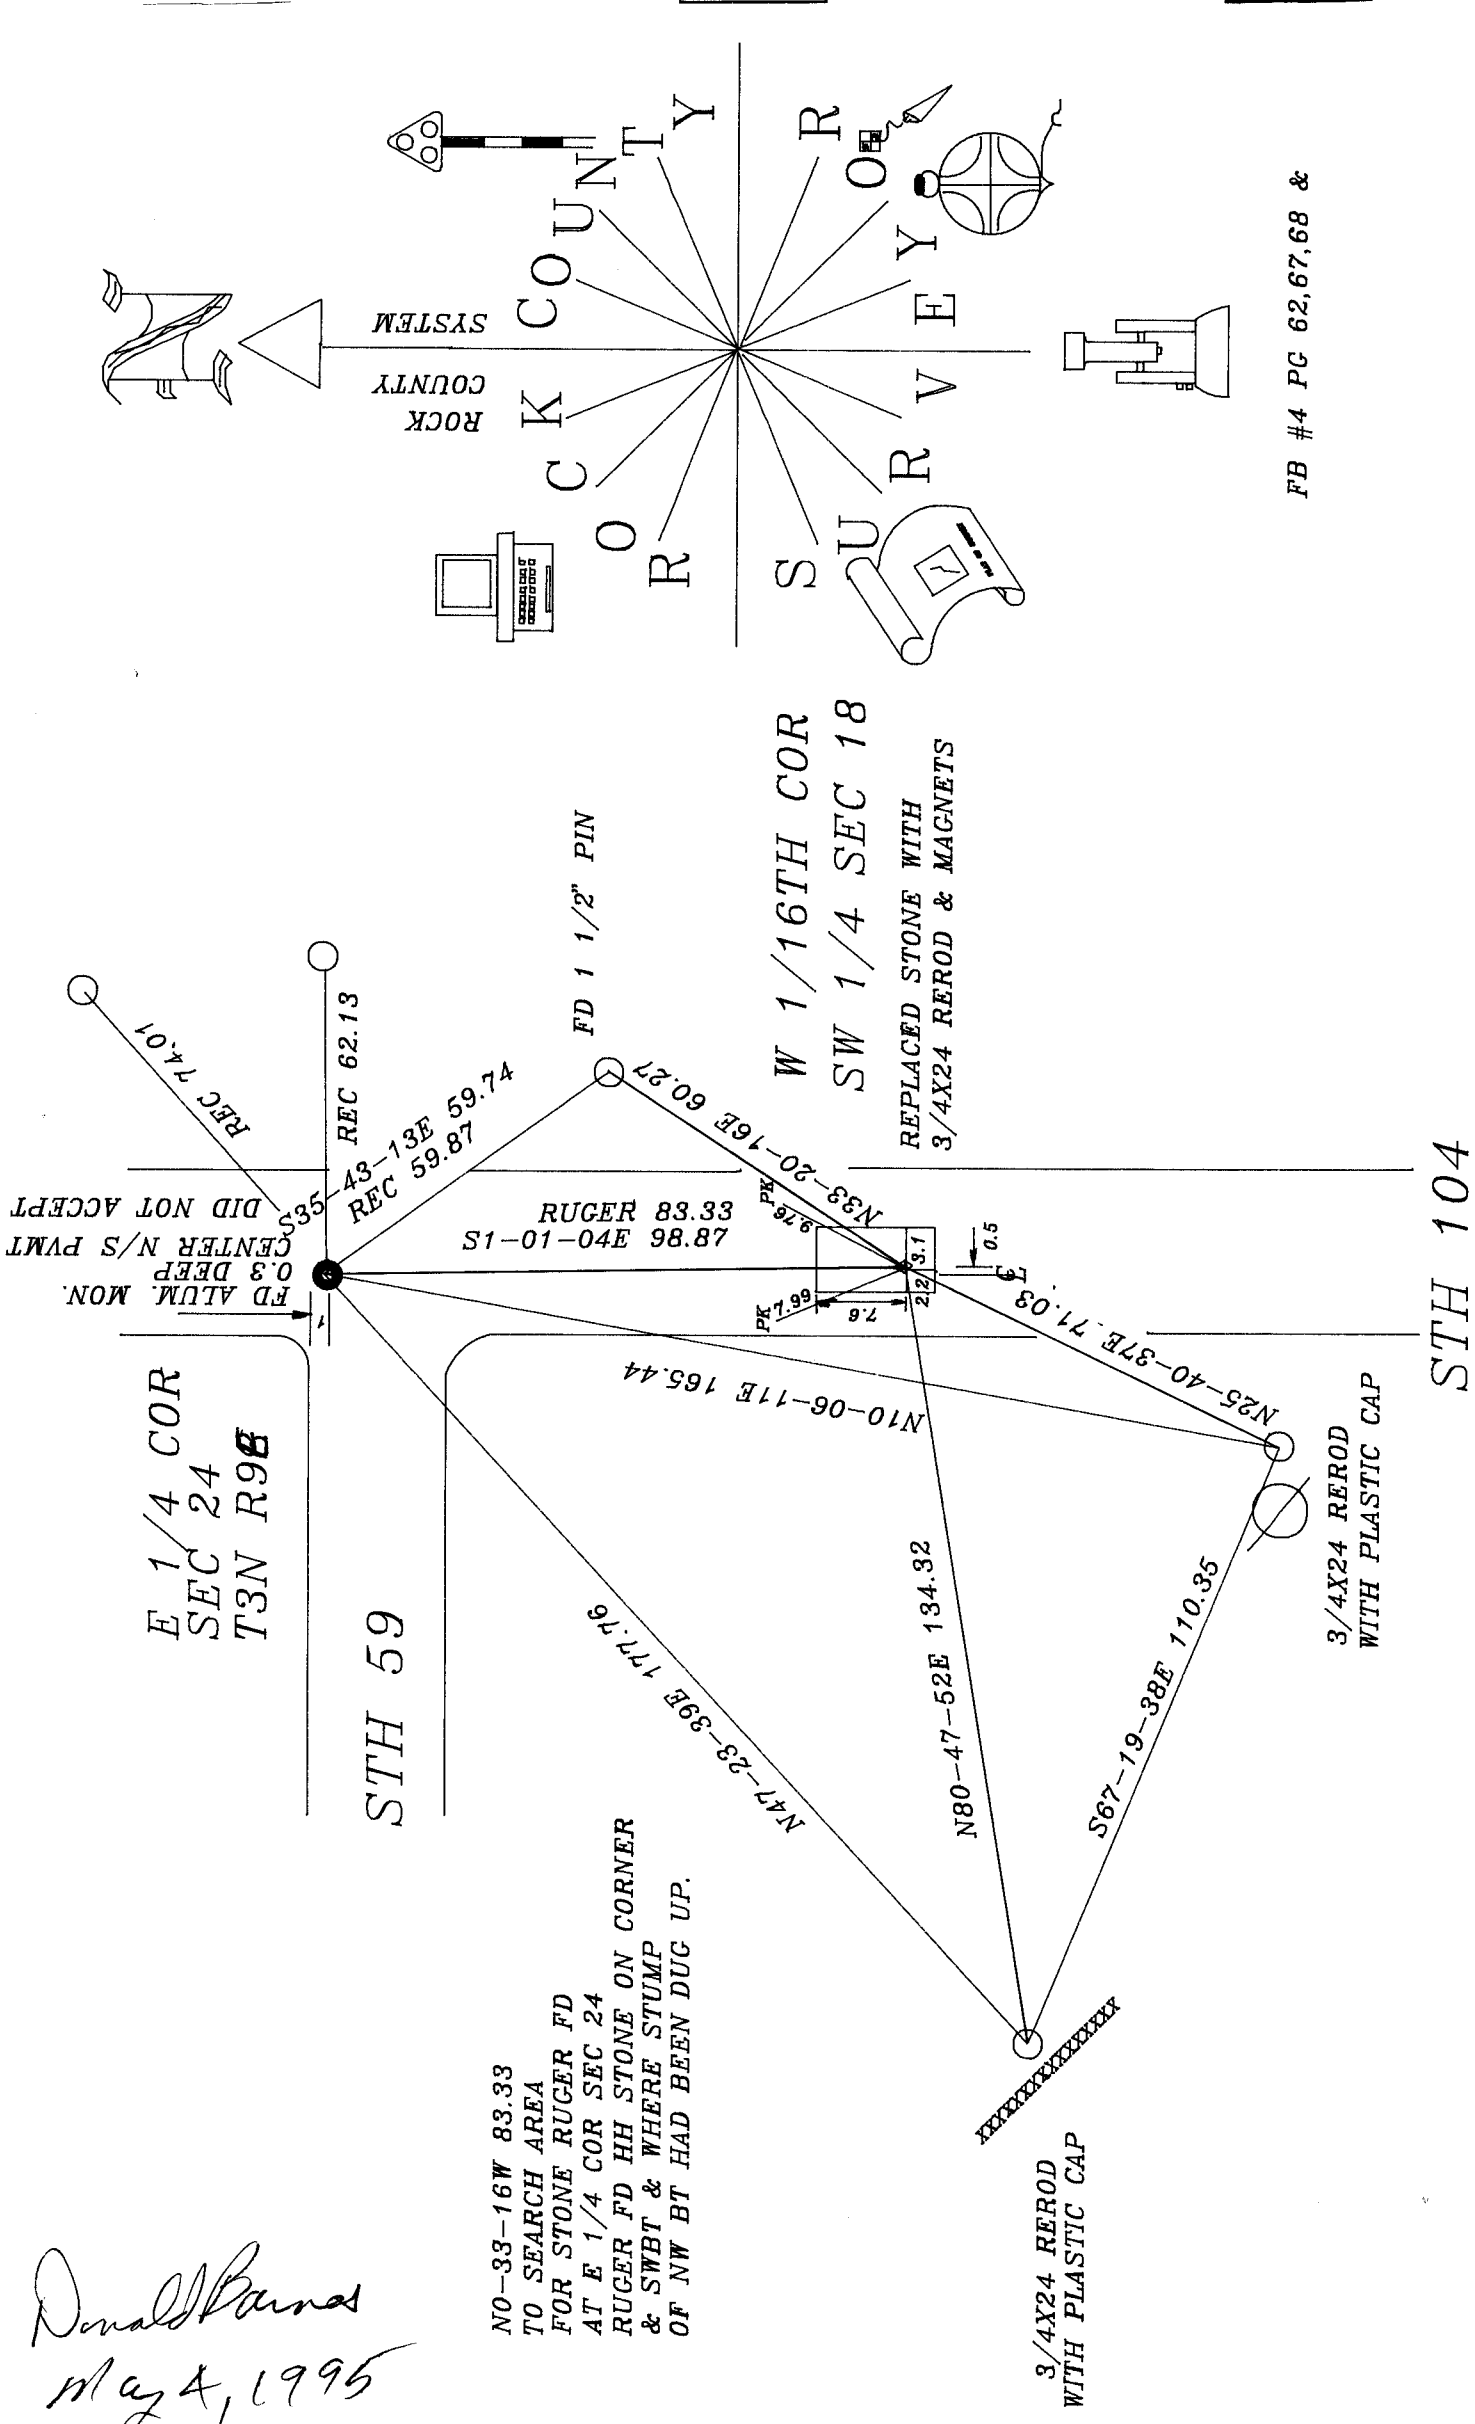 Donald Barnes
May 4, 1995
E 1/4 COR
SEC 24
T3N R9E
STH 59
FD ALUM. MON.
0.3 DEEP
CENTER N/S PVMT
DID NOT ACCEPT
1
REC 74.01
REC 62.13
S35-43-13E 59.74
REC 59.87
FD 1 1/2" PIN
RUGER 83.33
S1-01-04E 98.87
N33-20-16E 60.27
PK 9.76
PK 7.99
7.6
2.2
3.1
0.5
℄
N10-06-11E 165.44
N25-40-37E 71.03
N47-23-39E 177.76
N80-47-52E 134.32
S67-19-38E 110.35
N0-33-16W 83.33
TO SEARCH AREA
FOR STONE RUGER FD
AT E 1/4 COR SEC 24
RUGER FD HH STONE ON CORNER
& SWBT & WHERE STUMP
OF NW BT HAD BEEN DUG UP.
3/4X24 REROD
WITH PLASTIC CAP
XXXXXXXXXXXXXXXX
3/4X24 REROD
WITH PLASTIC CAP
STH 104
W 1/16TH COR
SW 1/4 SEC 18
REPLACED STONE WITH
3/4X24 REROD & MAGNETS
ROCK
COUNTY
SYSTEM
ROCK COUNTY
SURVEYOR
FB #4 PG 62,67,68 &